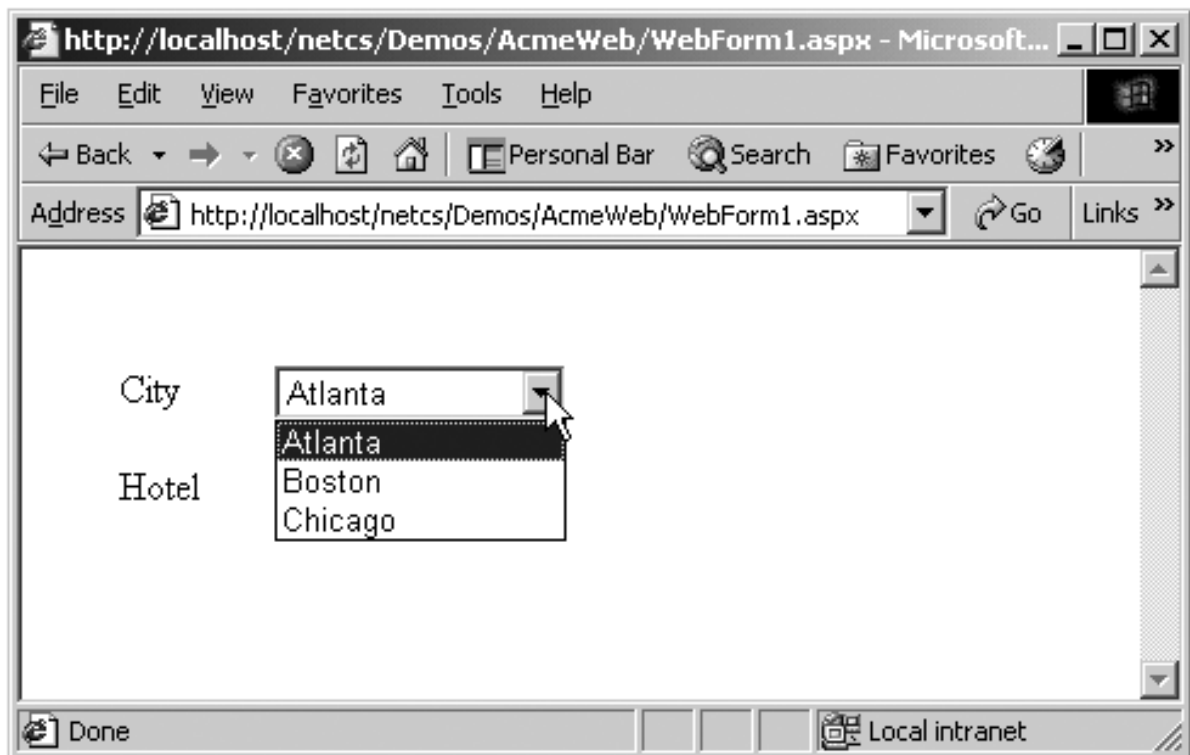 http://localhost/netcs/Demos/AcmeWeb/WebForm1.aspx - Microsoft...
File Edit View Favorites Tools Help
Back Personal Bar Search Favorites »
Address http://localhost/netcs/Demos/AcmeWeb/WebForm1.aspx Go Links »
City Atlanta
Atlanta
Boston
Hotel
Chicago
Done Local intranet